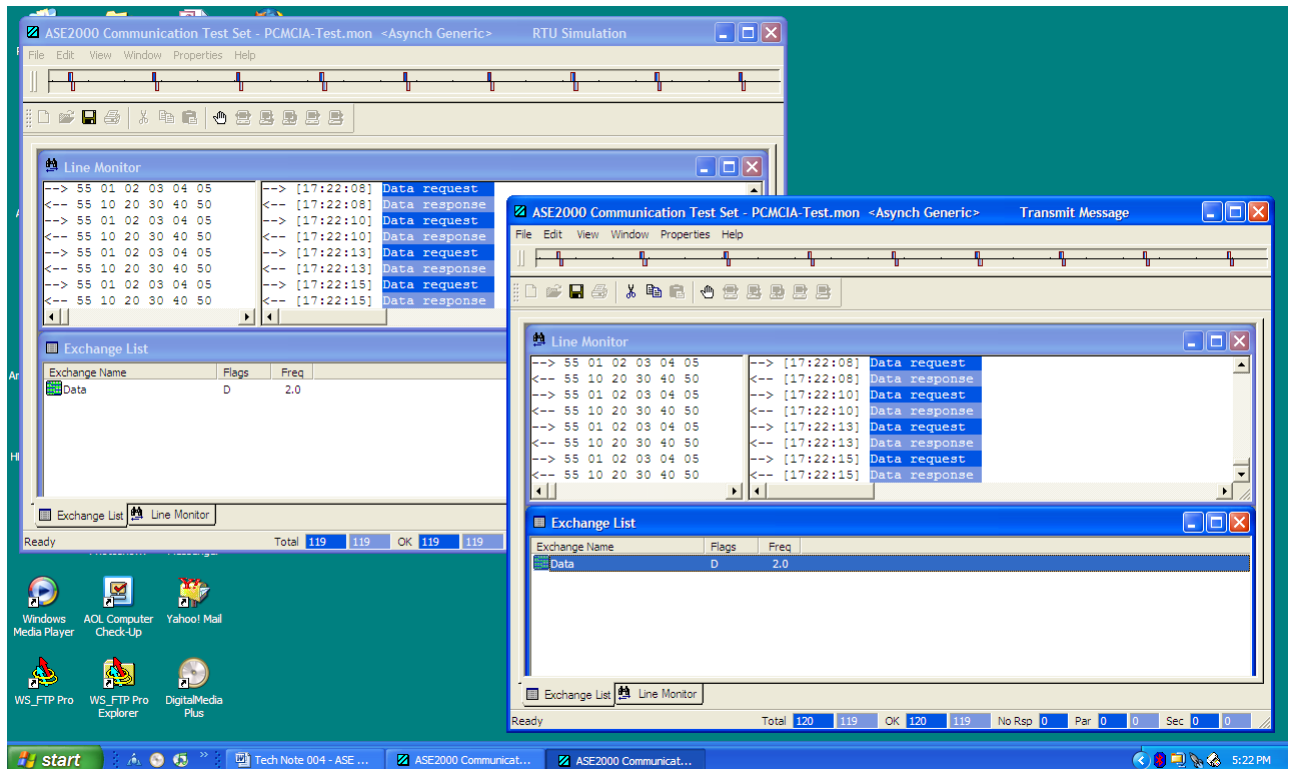 ASE2000 Communication Test Set - PCMCIA-Test.mon <Asynch Generic> RTU Simulation
File Edit View Window Properties Help
Line Monitor
--> 55 01 02 03 04 05 --> [17:22:08] Data request
<-- 55 10 20 30 40 50 <-- [17:22:08] Data response
--> 55 01 02 03 04 05 --> [17:22:10] Data request
<-- 55 10 20 30 40 50 <-- [17:22:10] Data response
--> 55 01 02 03 04 05 --> [17:22:13] Data request
<-- 55 10 20 30 40 50 <-- [17:22:13] Data response
--> 55 01 02 03 04 05 --> [17:22:15] Data request
<-- 55 10 20 30 40 50 <-- [17:22:15] Data response
Exchange List
Exchange Name Flags Freq
Data D 2.0
Exchange List Line Monitor
Ready Total 119 119 OK 119 119
ASE2000 Communication Test Set - PCMCIA-Test.mon <Asynch Generic> Transmit Message
File Edit View Window Properties Help
Line Monitor
--> 55 01 02 03 04 05 --> [17:22:08] Data request
<-- 55 10 20 30 40 50 <-- [17:22:08] Data response
--> 55 01 02 03 04 05 --> [17:22:10] Data request
<-- 55 10 20 30 40 50 <-- [17:22:10] Data response
--> 55 01 02 03 04 05 --> [17:22:13] Data request
<-- 55 10 20 30 40 50 <-- [17:22:13] Data response
--> 55 01 02 03 04 05 --> [17:22:15] Data request
<-- 55 10 20 30 40 50 <-- [17:22:15] Data response
Exchange List
Exchange Name Flags Freq
Data D 2.0
Exchange List Line Monitor
Ready Total 120 119 OK 120 119 No Rsp 0 Par 0 0 Sec 0 0
Windows Media Player
AOL Computer Check-Up
Yahoo! Mail
WS_FTP Pro
WS_FTP Pro Explorer
DigitalMedia Plus
start Tech Note 004 - ASE ... ASE2000 Communicat... ASE2000 Communicat... 5:22 PM